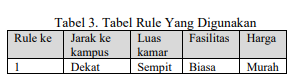 Tabel 3. Tabel Rule Yang Digunakan
Rule ke Jarak ke kampus Luas kamar Fasilitas Harga
1 Dekat Sempit Biasa Murah